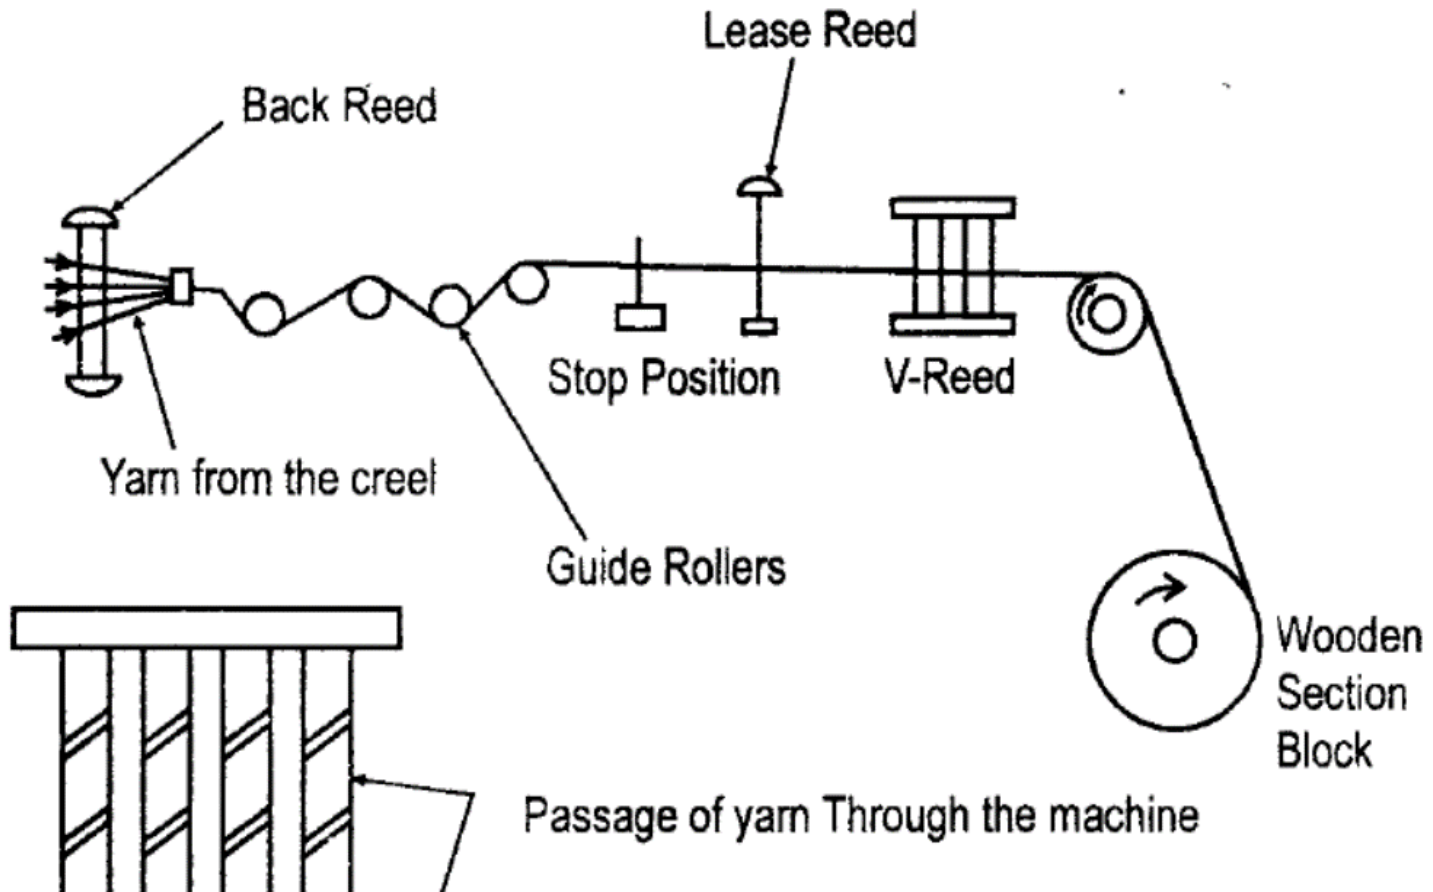 Lease Reed
Back Reed
Stop Position
V-Reed
Yarn from the creel
Guide Rollers
Wooden
Section
Block
Passage of yarn Through the machine